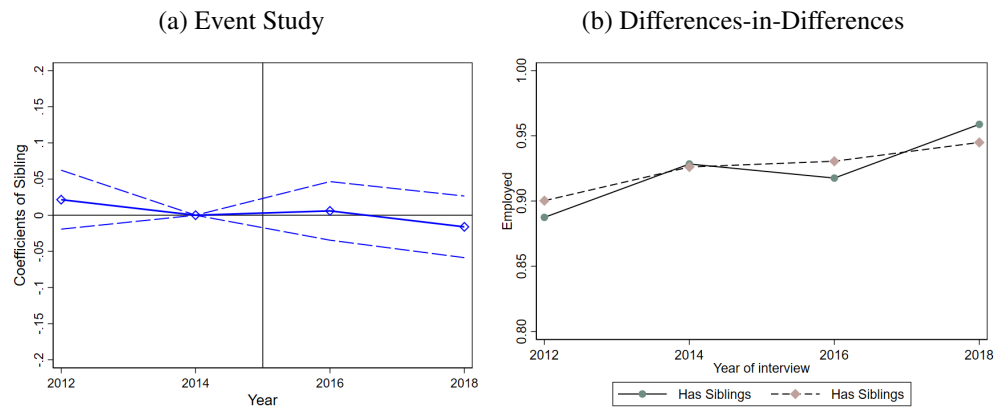 (a) Event Study
Coefficients of Sibling
.2
.15
.1
.05
0
-.05
-.1
-.15
-.2
2012 2014 2016 2018
Year
(b) Differences-in-Differences
Employed
1.00
0.95
0.90
0.85
0.80
2012 2014 2016 2018
Year of interview
Has Siblings Has Siblings